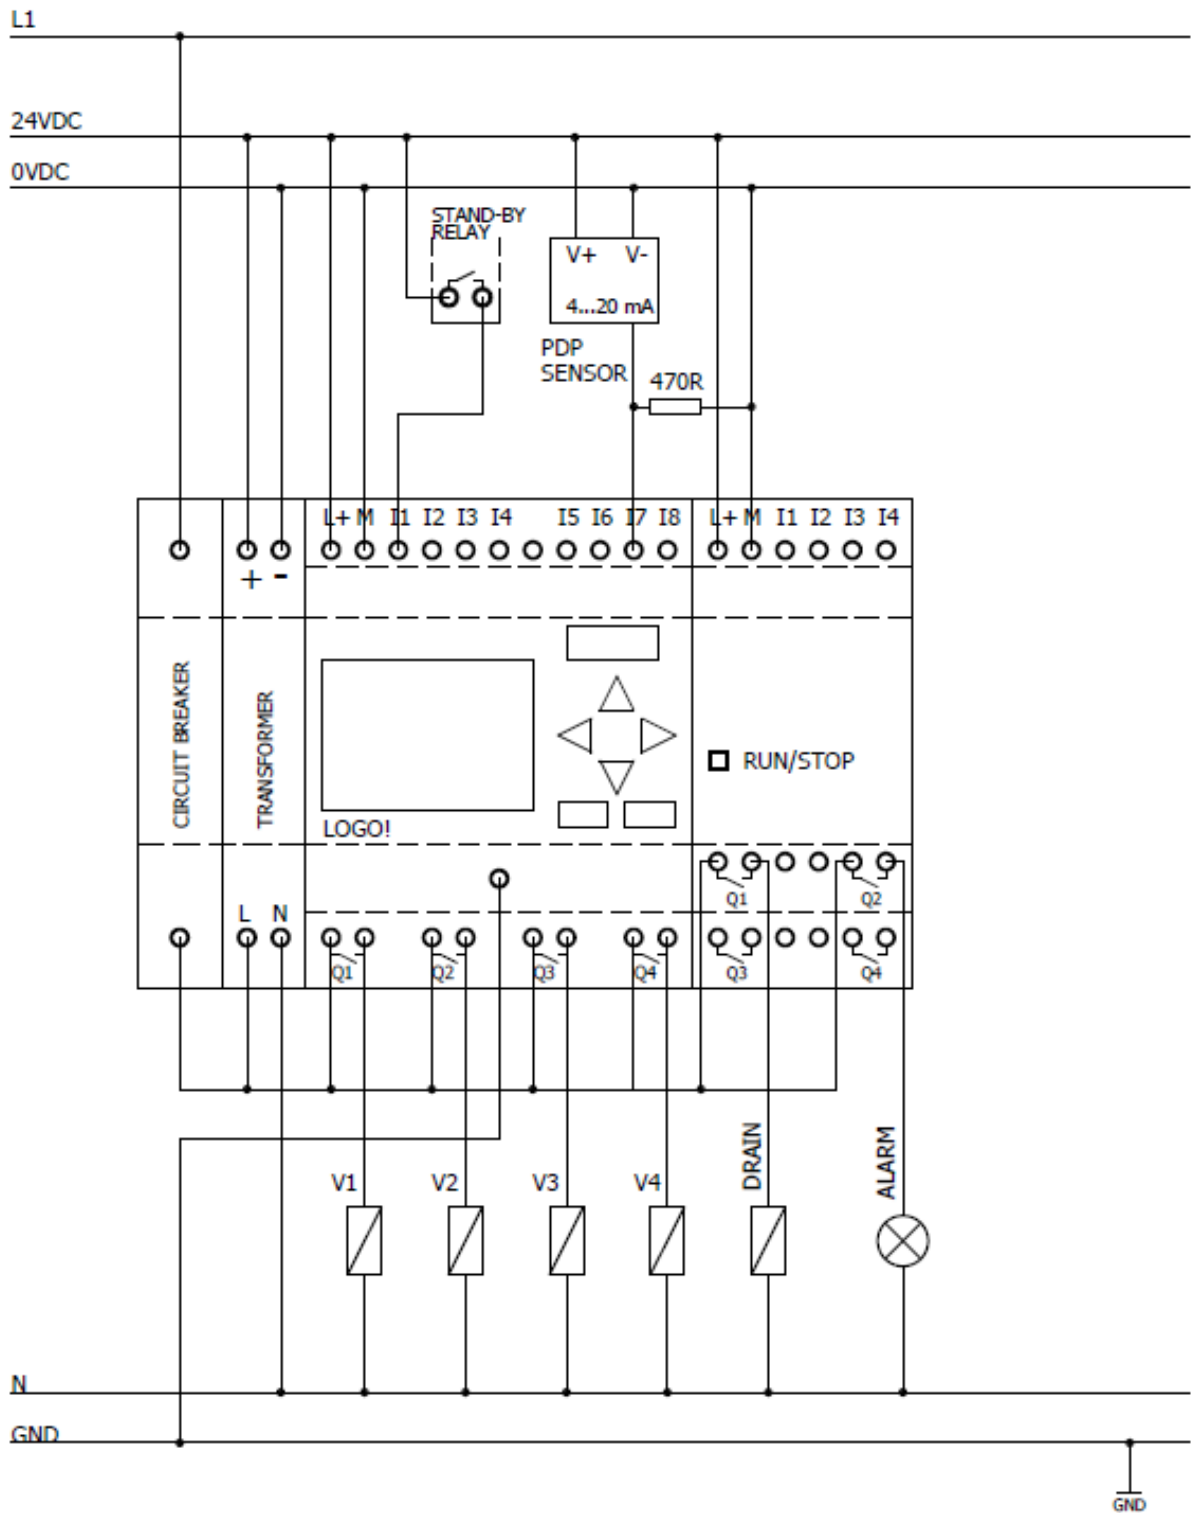 L1
24VDC
0VDC
STAND-BY
RELAY
V+ V-
4...20 mA
PDP
SENSOR
470R
L+ M I1 I2 I3 I4 I5 I6 I7 I8 L+ M I1 I2 I3 I4
+ -
CIRCUIT BREAKER
TRANSFORMER
LOGO!
RUN/STOP
Q1 Q2
L N
Q1 Q2 Q3 Q4 Q3 Q4
V1 V2 V3 V4 DRAIN ALARM
N
GND
GND